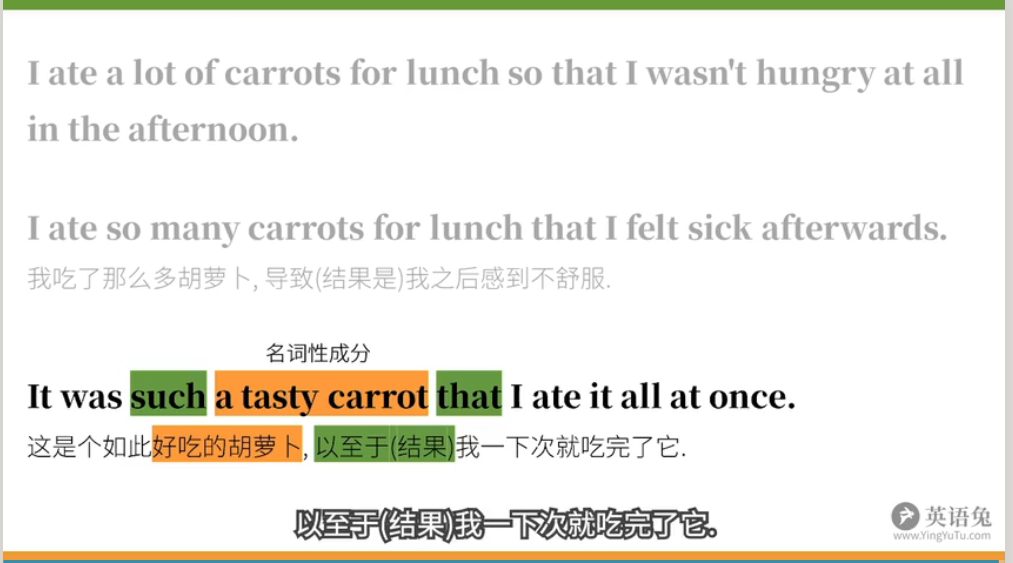 I ate a lot of carrots for lunch so that I wasn't hungry at all
in the afternoon.
I ate so many carrots for lunch that I felt sick afterwards.
我吃了那么多胡萝卜, 导致(结果是)我之后感到不舒服.
名词性成分
It was such a tasty carrot that I ate it all at once.
这是个如此好吃的胡萝卜, 以至于(结果)我一下次就吃完了它.
以至于(结果)我一下次就吃完了它.
英语兔
www.YingYuTu.com